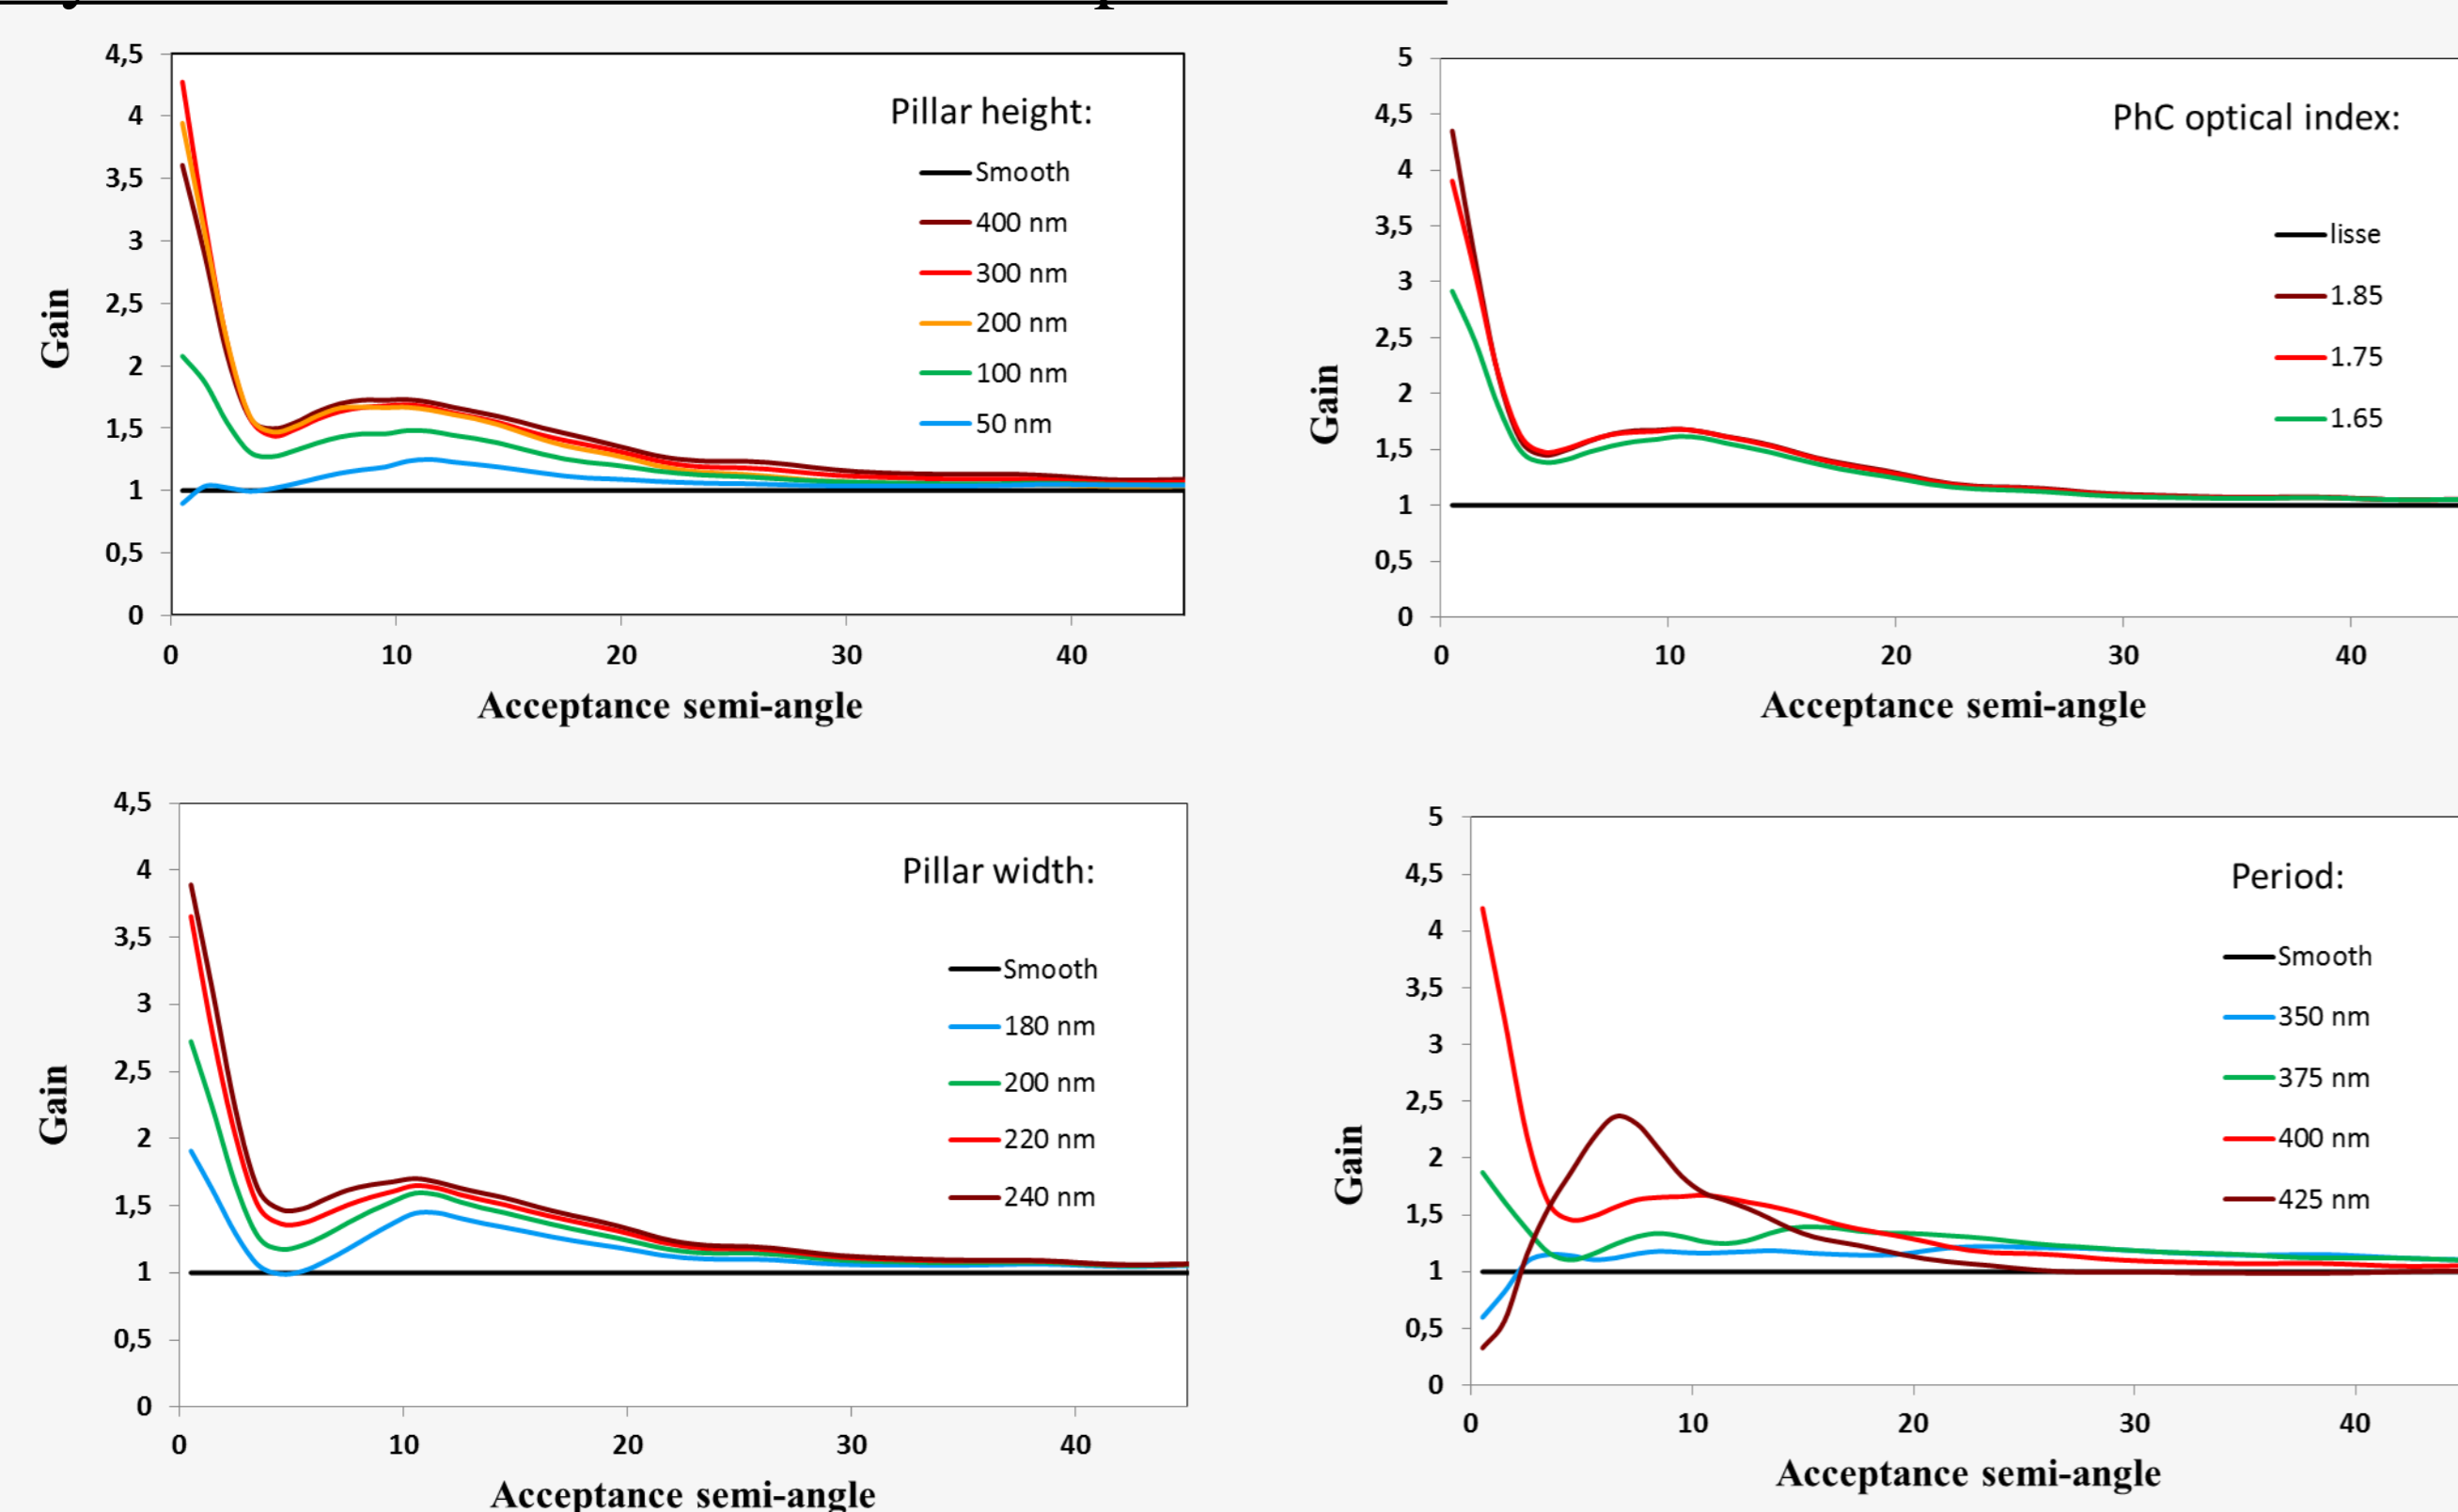 4,5
4
3,5
3
2,5
2
1,5
1
0,5
0
Gain
Pillar height:
Smooth
400 nm
300 nm
200 nm
100 nm
50 nm
0 10 20 30 40
Acceptance semi-angle
5
4,5
4
3,5
3
2,5
2
1,5
1
0,5
0
Gain
PhC optical index:
lisse
1.85
1.75
1.65
0 10 20 30 40
Acceptance semi-angle
4,5
4
3,5
3
2,5
2
1,5
1
0,5
0
Gain
Pillar width:
Smooth
180 nm
200 nm
220 nm
240 nm
0 10 20 30 40
Acceptance semi-angle
5
4,5
4
3,5
3
2,5
2
1,5
1
0,5
0
Gain
Period:
Smooth
350 nm
375 nm
400 nm
425 nm
0 10 20 30 40
Acceptance semi-angle